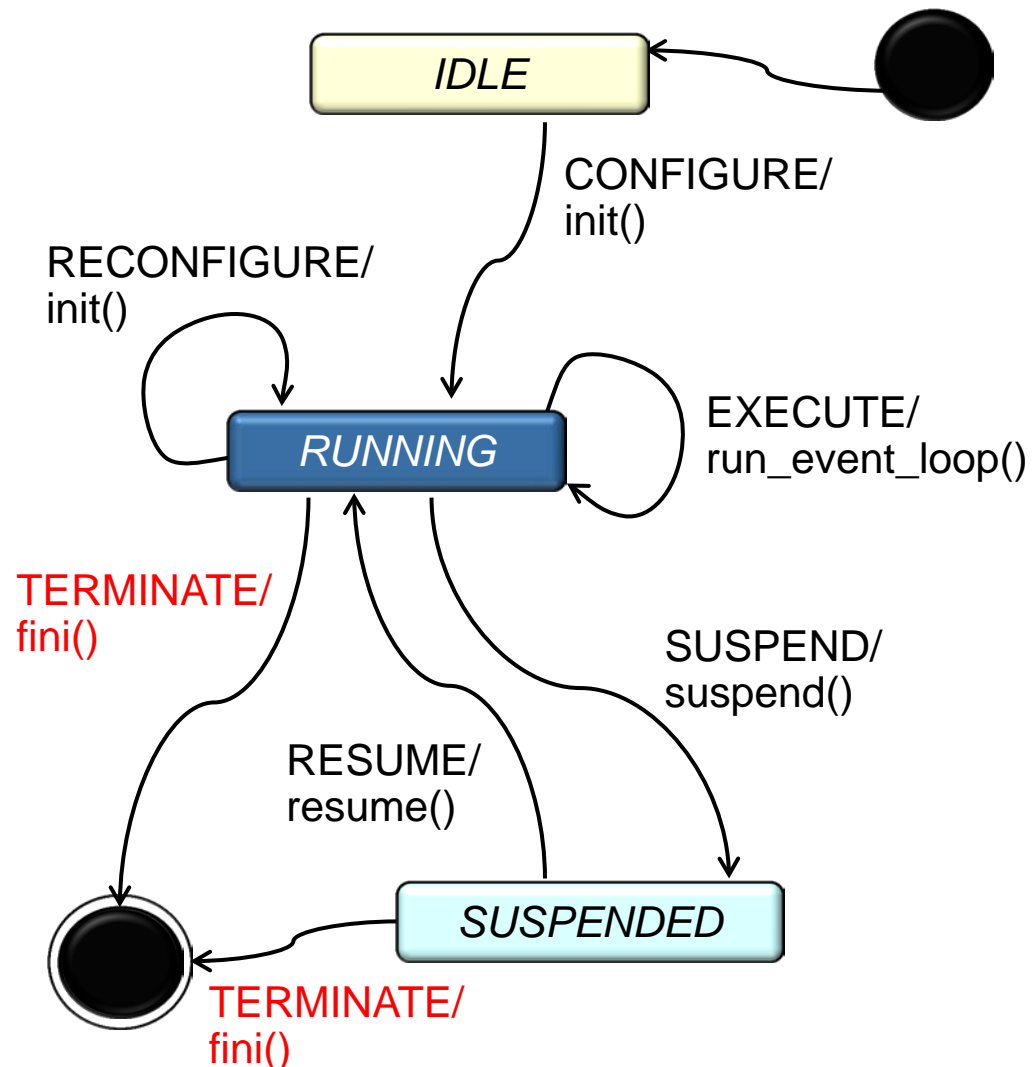 IDLE
CONFIGURE/
init()
RECONFIGURE/
init()
RUNNING
EXECUTE/
run_event_loop()
TERMINATE/
fini()
SUSPEND/
suspend()
RESUME/
resume()
SUSPENDED
TERMINATE/
fini()